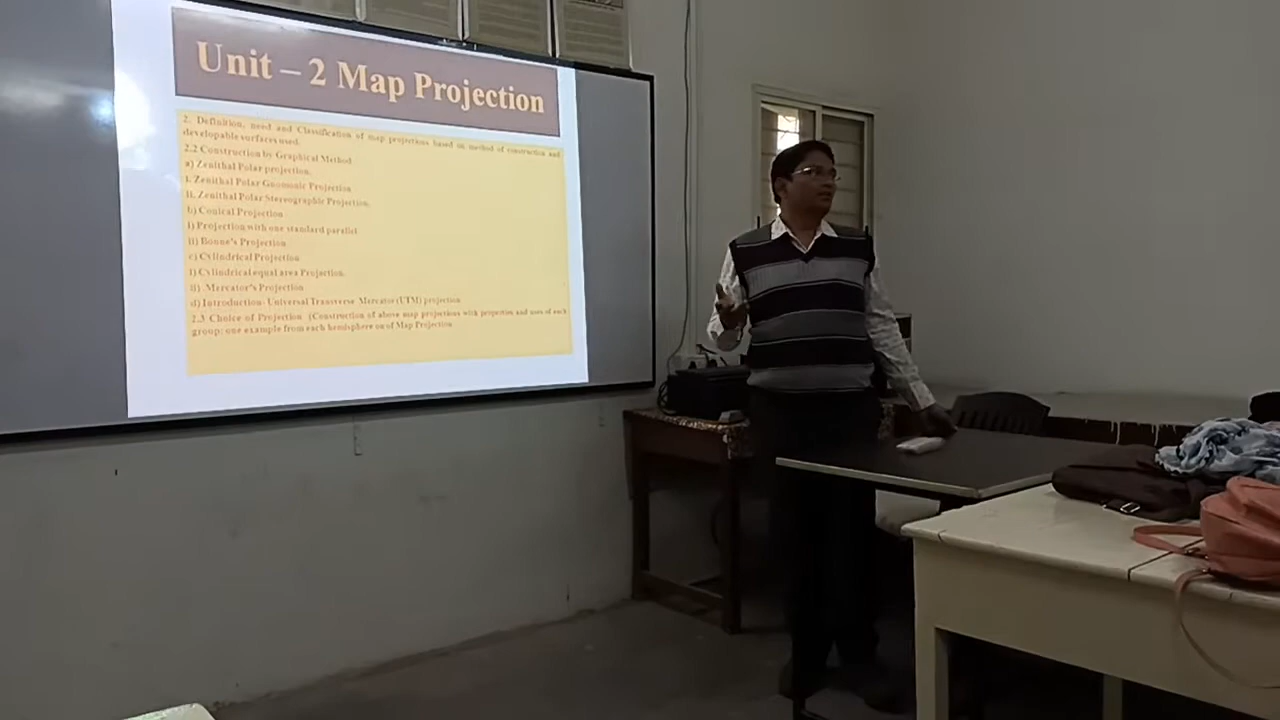 Unit – 2 Map Projection
2. Definition, need and Classification of map projections based on method of construction and
developable surfaces used.
2.2 Construction by Graphical Method
a) Zenithal Polar projection.
i. Zenithal Polar Gnomonic Projection
ii. Zenithal Polar Stereographic Projection.
b) Conical Projection
i) Projection with one standard parallel
ii) Bonne's Projection
c) Cylindrical Projection
i) Cylindrical equal area Projection.
ii) Mercator's Projection
d) Introduction- Universal Transverse Mercator (UTM) projection
2.3 Choice of Projection (Construction of above map projections with properties and uses of each
group: one example from each hemisphere on of Map Projection